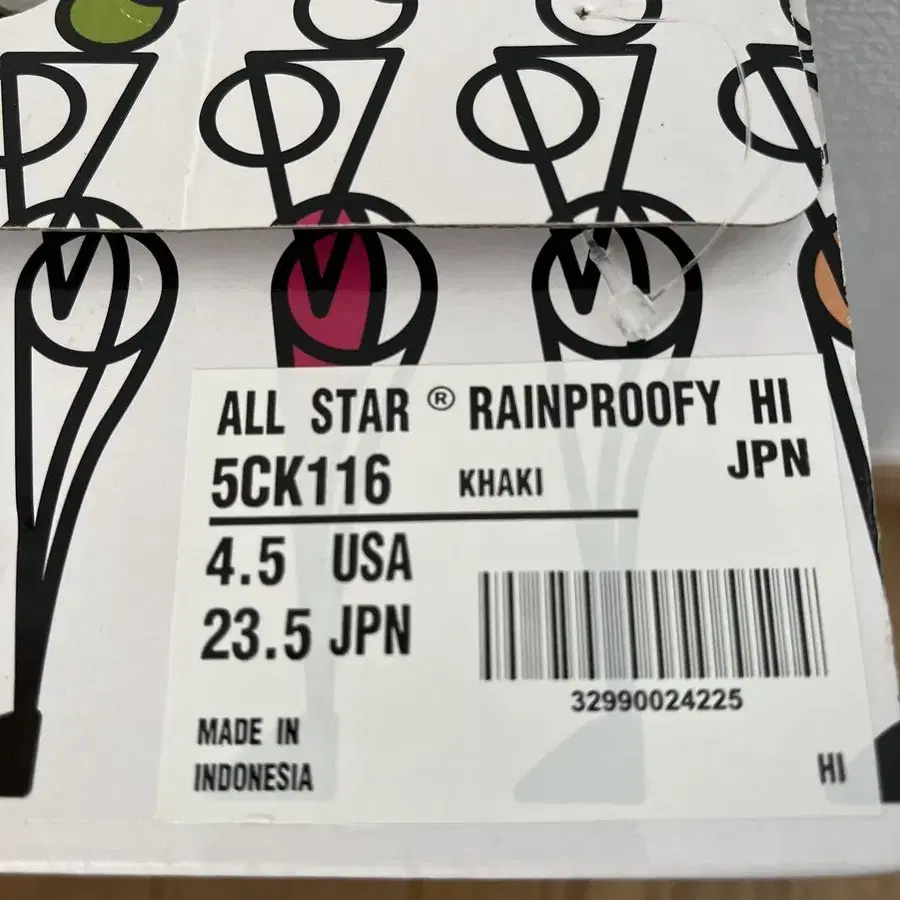 ALL STAR ® RAINPROOFY HI
5CK116 KHAKI JPN
4.5 USA
23.5 JPN
32990024225
MADE IN
INDONESIA
HI